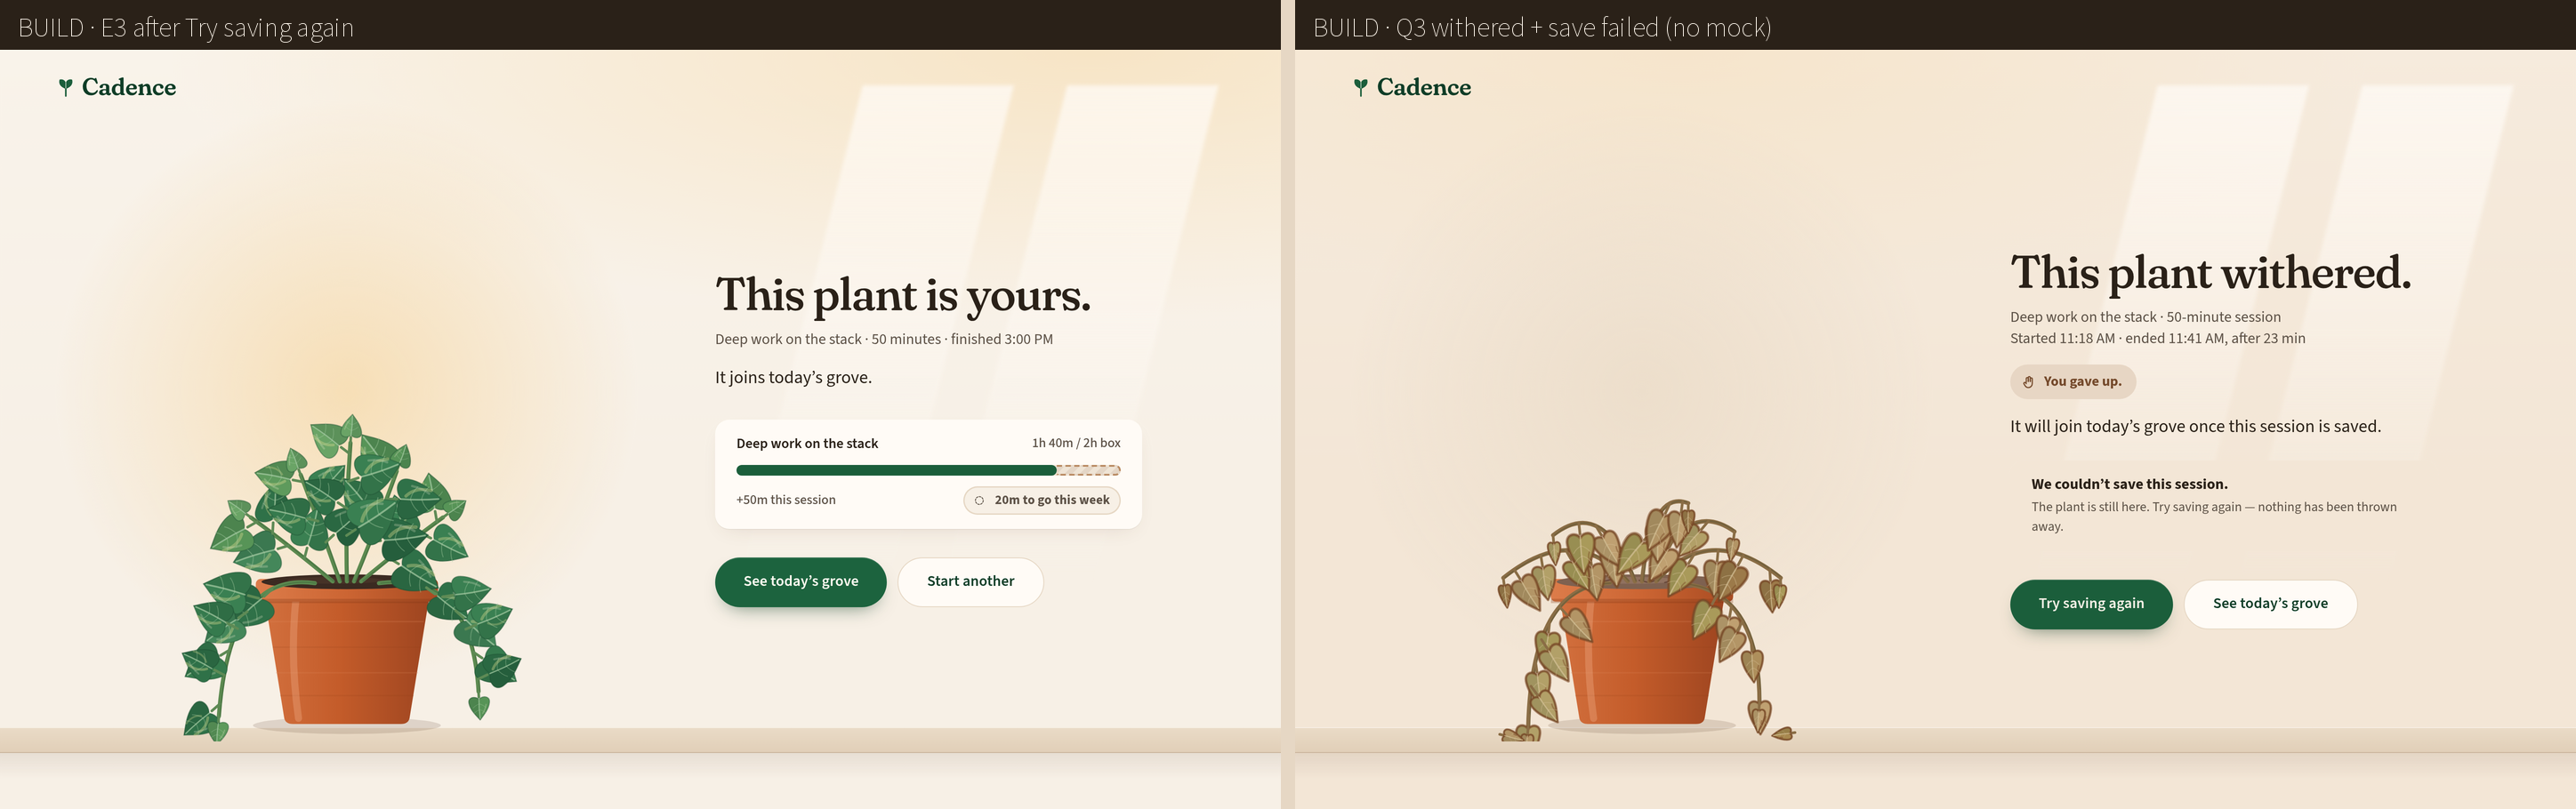 BUILD · E3 after Try saving again
Cadence
This plant is yours.
Deep work on the stack · 50 minutes · finished 3:00 PM
It joins today’s grove.
Deep work on the stack
1h 40m / 2h box
+50m this session
20m to go this week
See today’s grove
Start another
BUILD · Q3 withered + save failed (no mock)
Cadence
This plant withered.
Deep work on the stack · 50-minute session
Started 11:18 AM · ended 11:41 AM, after 23 min
You gave up.
It will join today’s grove once this session is saved.
We couldn’t save this session.
The plant is still here. Try saving again — nothing has been thrown
away.
Try saving again
See today’s grove